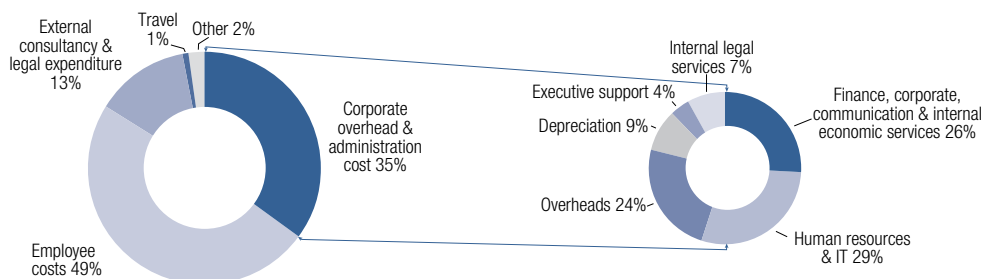 External
consultancy &
legal expenditure
13%
Travel
1%
Other 2%
Corporate
overhead &
administration
cost 35%
Employee
costs 49%
Internal legal
services 7%
Executive support 4%
Depreciation 9%
Overheads 24%
Finance, corporate,
communication & internal
economic services 26%
Human resources
& IT 29%